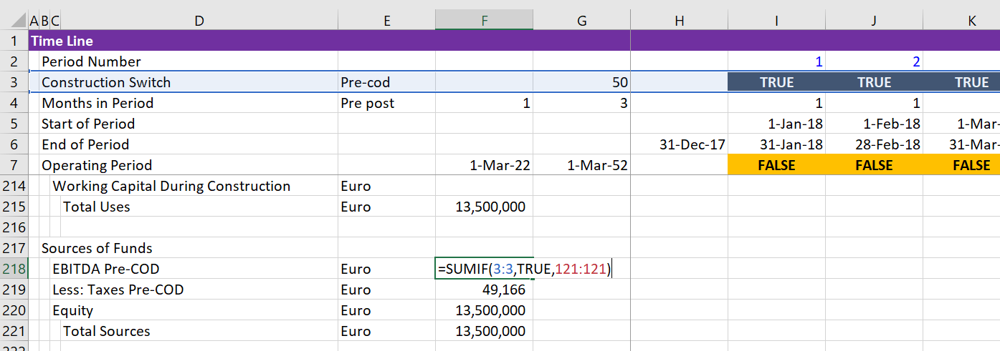 A B C D E F G H I J K
1 Time Line
2 Period Number 1 2
3 Construction Switch Pre-cod 50 TRUE TRUE TRUE
4 Months in Period Pre post 1 3 1 1
5 Start of Period 1-Jan-18 1-Feb-18 1-Mar-
6 End of Period 31-Dec-17 31-Jan-18 28-Feb-18 31-Mar-
7 Operating Period 1-Mar-22 1-Mar-52 FALSE FALSE FALSE
214 Working Capital During Construction Euro
215 Total Uses Euro 13,500,000
216
217 Sources of Funds
218 EBITDA Pre-COD Euro =SUMIF(3:3,TRUE,121:121)
219 Less: Taxes Pre-COD Euro 49,166
220 Equity Euro 13,500,000
221 Total Sources Euro 13,500,000